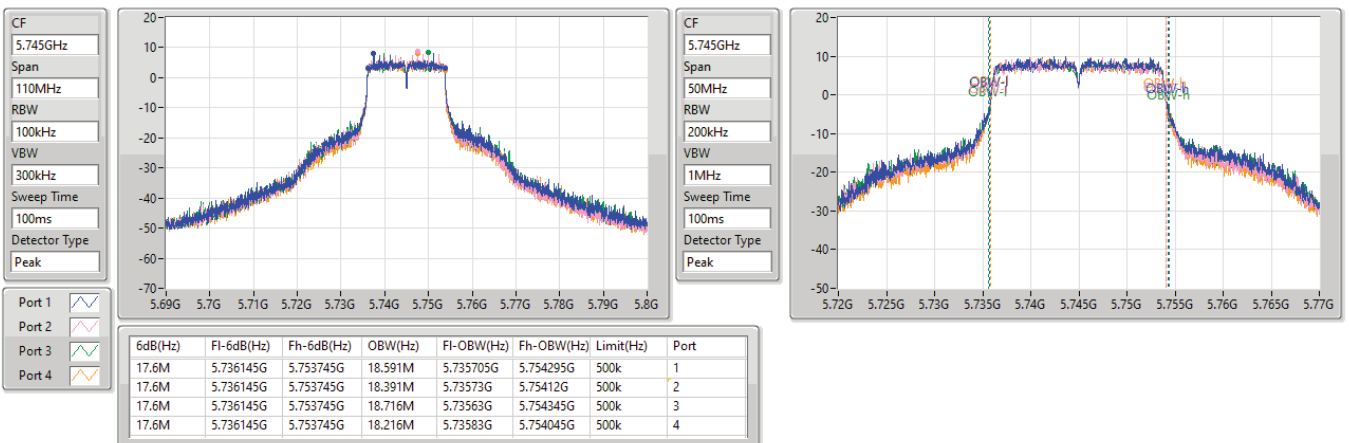 CF
5.745GHz
Span
110MHz
RBW
100kHz
VBW
300kHz
Sweep Time
100ms
Detector Type
Peak
20
10
0
-10
-20
-30
-40
-50
-60
-70
5.69G 5.7G 5.71G 5.72G 5.73G 5.74G 5.75G 5.76G 5.77G 5.78G 5.79G 5.8G
CF
5.745GHz
Span
50MHz
RBW
200kHz
VBW
1MHz
Sweep Time
100ms
Detector Type
Peak
20
10
0
-10
-20
-30
-40
-50
OBW-l
OBW-l
OBW-h
OBW-h
OBW-h
5.72G 5.725G 5.73G 5.735G 5.74G 5.745G 5.75G 5.755G 5.76G 5.765G 5.77G
Port 1
Port 2
Port 3
Port 4
6dB(Hz) Fl-6dB(Hz) Fh-6dB(Hz) OBW(Hz) Fl-OBW(Hz) Fh-OBW(Hz) Limit(Hz) Port
17.6M 5.736145G 5.753745G 18.591M 5.735705G 5.754295G 500k 1
17.6M 5.736145G 5.753745G 18.391M 5.73573G 5.75412G 500k 2
17.6M 5.736145G 5.753745G 18.716M 5.73563G 5.754345G 500k 3
17.6M 5.736145G 5.753745G 18.216M 5.73583G 5.754045G 500k 4